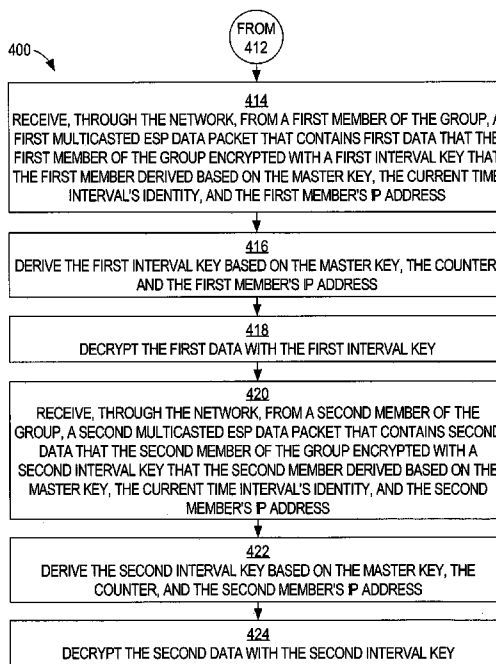 FROM
412
400
414
RECEIVE, THROUGH THE NETWORK, FROM A FIRST MEMBER OF THE GROUP, A
FIRST MULTICASTED ESP DATA PACKET THAT CONTAINS FIRST DATA THAT THE
FIRST MEMBER OF THE GROUP ENCRYPTED WITH A FIRST INTERVAL KEY THAT
THE FIRST MEMBER DERIVED BASED ON THE MASTER KEY, THE CURRENT TIME
INTERVAL'S IDENTITY, AND THE FIRST MEMBER'S IP ADDRESS
416
DERIVE THE FIRST INTERVAL KEY BASED ON THE MASTER KEY, THE COUNTER,
AND THE FIRST MEMBER'S IP ADDRESS
418
DECRYPT THE FIRST DATA WITH THE FIRST INTERVAL KEY
420
RECEIVE, THROUGH THE NETWORK, FROM A SECOND MEMBER OF THE
GROUP, A SECOND MULTICASTED ESP DATA PACKET THAT CONTAINS SECOND
DATA THAT THE SECOND MEMBER OF THE GROUP ENCRYPTED WITH A
SECOND INTERVAL KEY THAT THE SECOND MEMBER DERIVED BASED ON THE
MASTER KEY, THE CURRENT TIME INTERVAL'S IDENTITY, AND THE SECOND
MEMBER'S IP ADDRESS
422
DERIVE THE SECOND INTERVAL KEY BASED ON THE MASTER KEY, THE
COUNTER, AND THE SECOND MEMBER'S IP ADDRESS
424
DECRYPT THE SECOND DATA WITH THE SECOND INTERVAL KEY